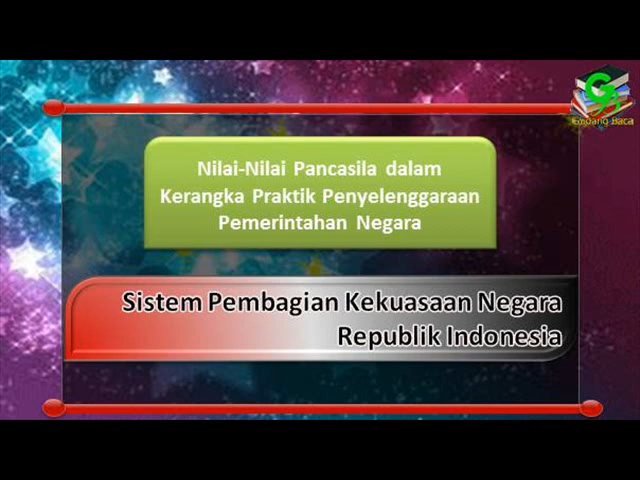 Nilai-Nilai Pancasila dalam
Kerangka Praktik Penyelenggaraan
Pemerintahan Negara
Sistem Pembagian Kekuasaan Negara
Republik Indonesia